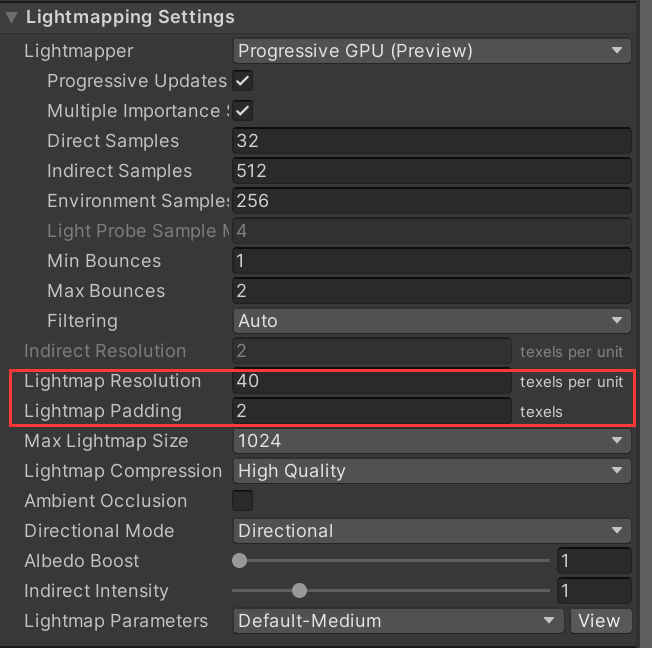 Lightmapping Settings
Lightmapper Progressive GPU (Preview)
Progressive Updates
Multiple Importance
Direct Samples 32
Indirect Samples 512
Environment Samples 256
Light Probe Sample 4
Min Bounces 1
Max Bounces 2
Filtering Auto
Indirect Resolution 2 texels per unit
Lightmap Resolution 40 texels per unit
Lightmap Padding 2 texels
Max Lightmap Size 1024
Lightmap Compression High Quality
Ambient Occlusion
Directional Mode Directional
Albedo Boost 1
Indirect Intensity 1
Lightmap Parameters Default-Medium View